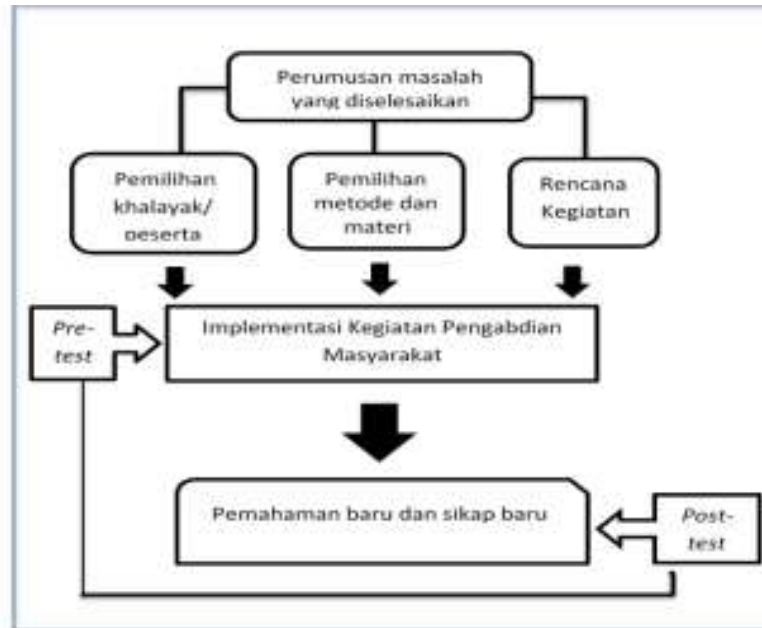 Perumusan masalah
yang diselesaikan
Pemilihan
khalayak/
peserta
Pemilihan
metode dan
materi
Rencana
Kegiatan
Pre-
test
Implementasi Kegiatan Pengabdian
Masyarakat
Pemahaman baru dan sikap baru
Post-
test